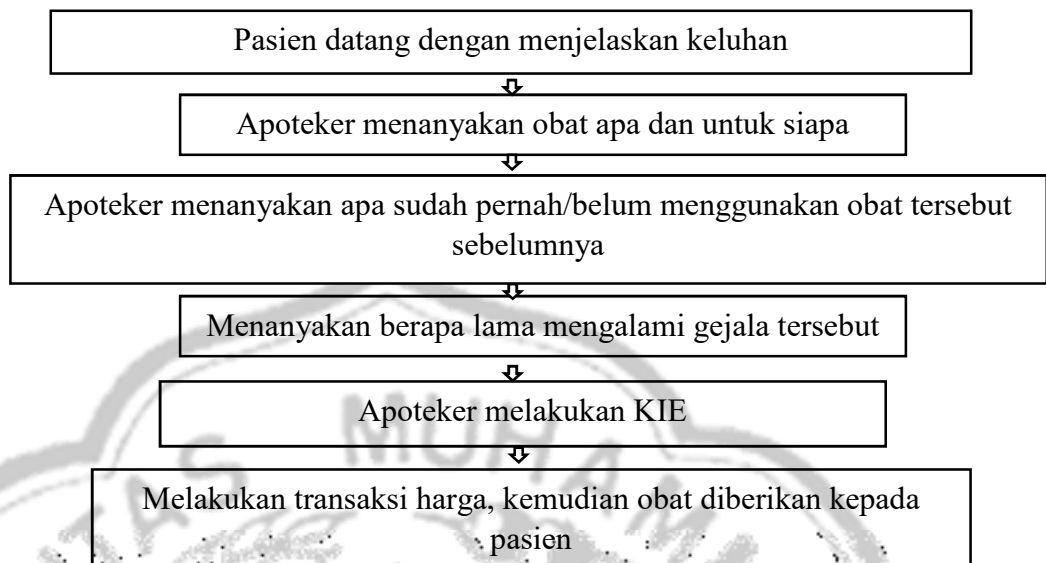 Pasien datang dengan menjelaskan keluhan
Apoteker menanyakan obat apa dan untuk siapa
Apoteker menanyakan apa sudah pernah/belum menggunakan obat tersebut
sebelumnya
Menanyakan berapa lama mengalami gejala tersebut
Apoteker melakukan KIE
Melakukan transaksi harga, kemudian obat diberikan kepada
pasien
TAS MUHAM